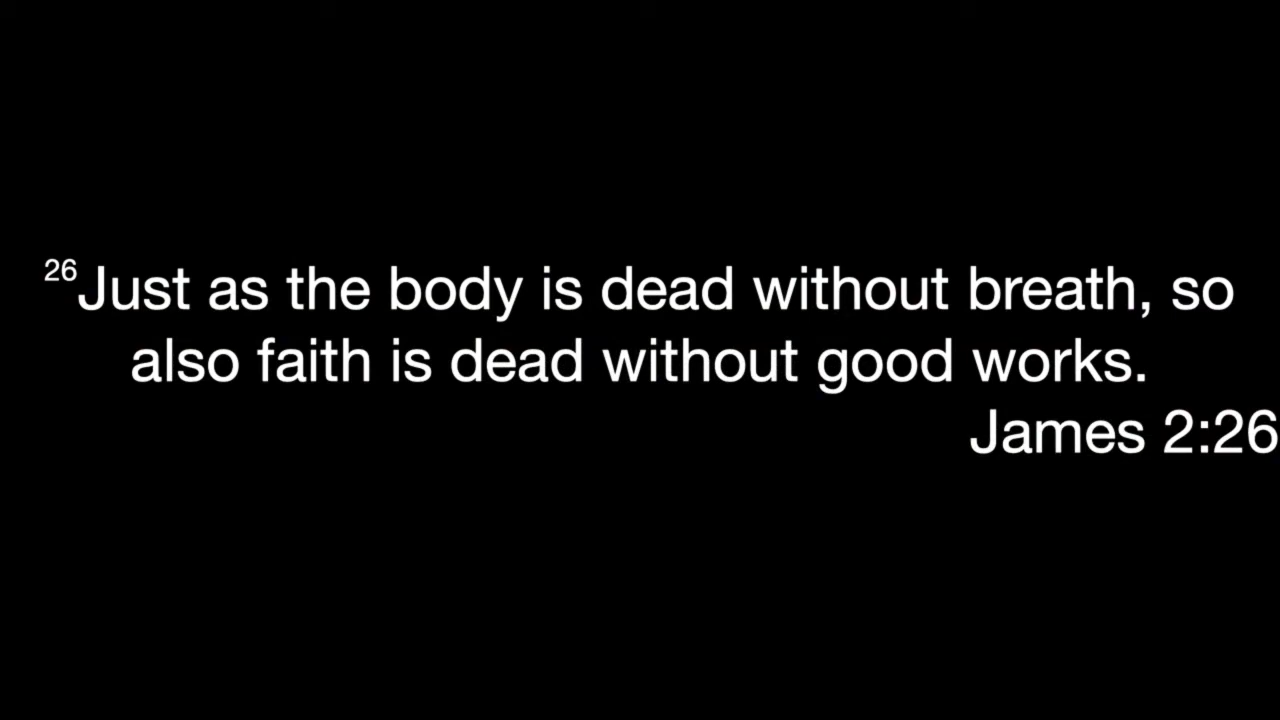 26Just as the body is dead without breath, so
also faith is dead without good works.
James 2:26